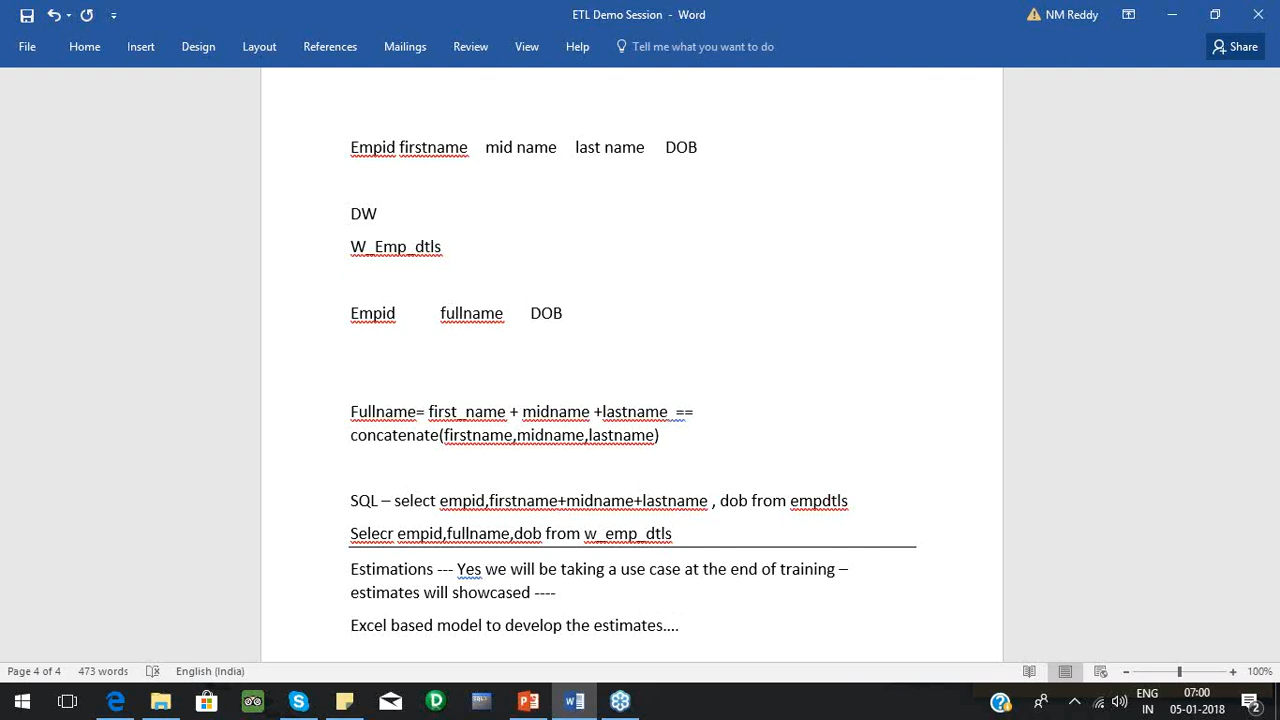 ETL Demo Session - Word
NM Reddy
File Home Insert Design Layout References Mailings Review View Help Tell me what you want to do Share
Empid firstname mid name last name DOB
DW
W_Emp_dtls
Empid fullname DOB
Fullname= first_name + midname +lastname ==
concatenate(firstname,midname,lastname)
SQL – select empid,firstname+midname+lastname , dob from empdtls
Selecr empid,fullname,dob from w_emp_dtls
Estimations --- Yes we will be taking a use case at the end of training –
estimates will showcased ----
Excel based model to develop the estimates....
Page 4 of 4 473 words English (India) 100%
ENG 07:00
IN 05-01-2018 2